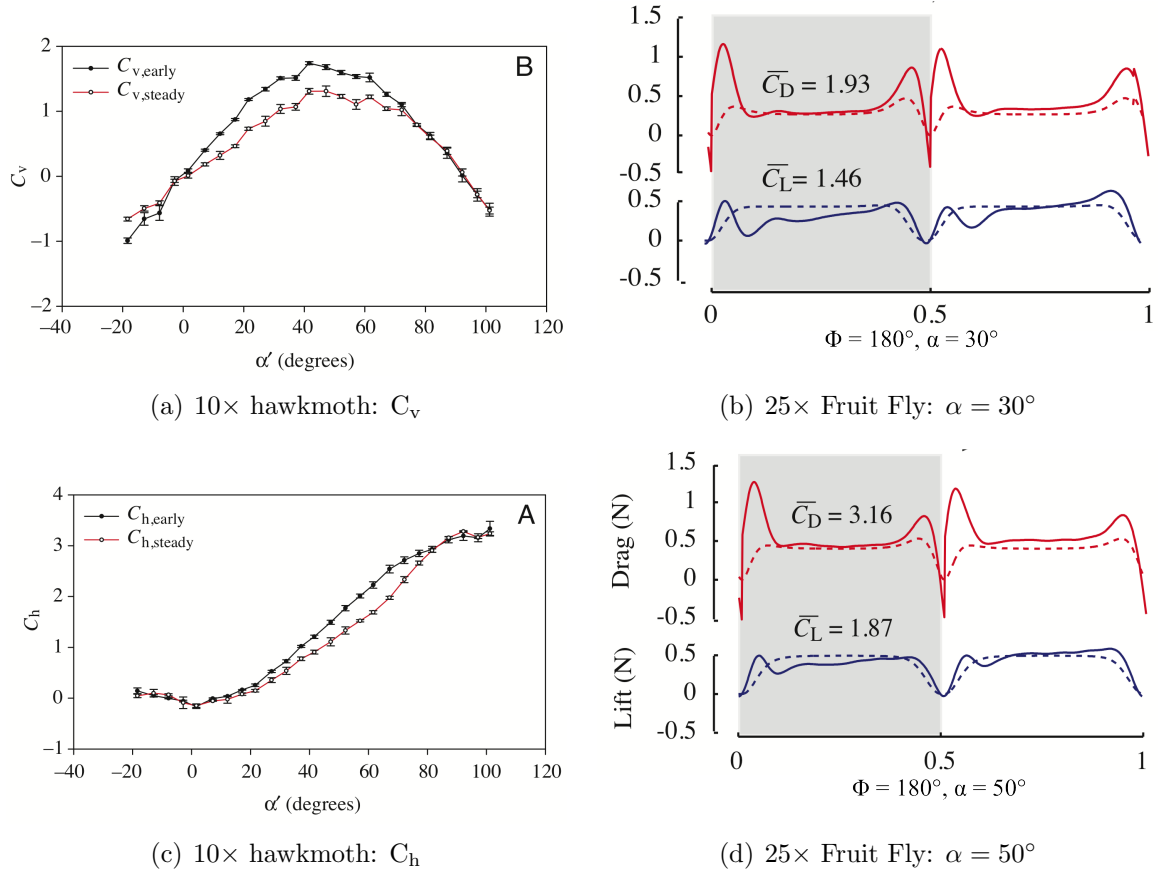 B
C_v,early
C_v,steady
2
1
0
−1
−2
C_v
−40 −20 0 20 40 60 80 100 120
α′ (degrees)
(a) 10× hawkmoth: C_v
1.5
1
0.5
0
-0.5
C̅_D = 1.93
C̅_L = 1.46
0.5
0
-0.5
0 0.5 1
Φ = 180°, α = 30°
(b) 25× Fruit Fly: α = 30°
A
C_h,early
C_h,steady
4
3
2
1
0
−1
C_h
−40 −20 0 20 40 60 80 100 120
α′ (degrees)
(c) 10× hawkmoth: C_h
1.5
1
0.5
0
-0.5
Drag (N)
C̅_D = 3.16
C̅_L = 1.87
0.5
0
-0.5
Lift (N)
0 0.5 1
Φ = 180°, α = 50°
(d) 25× Fruit Fly: α = 50°